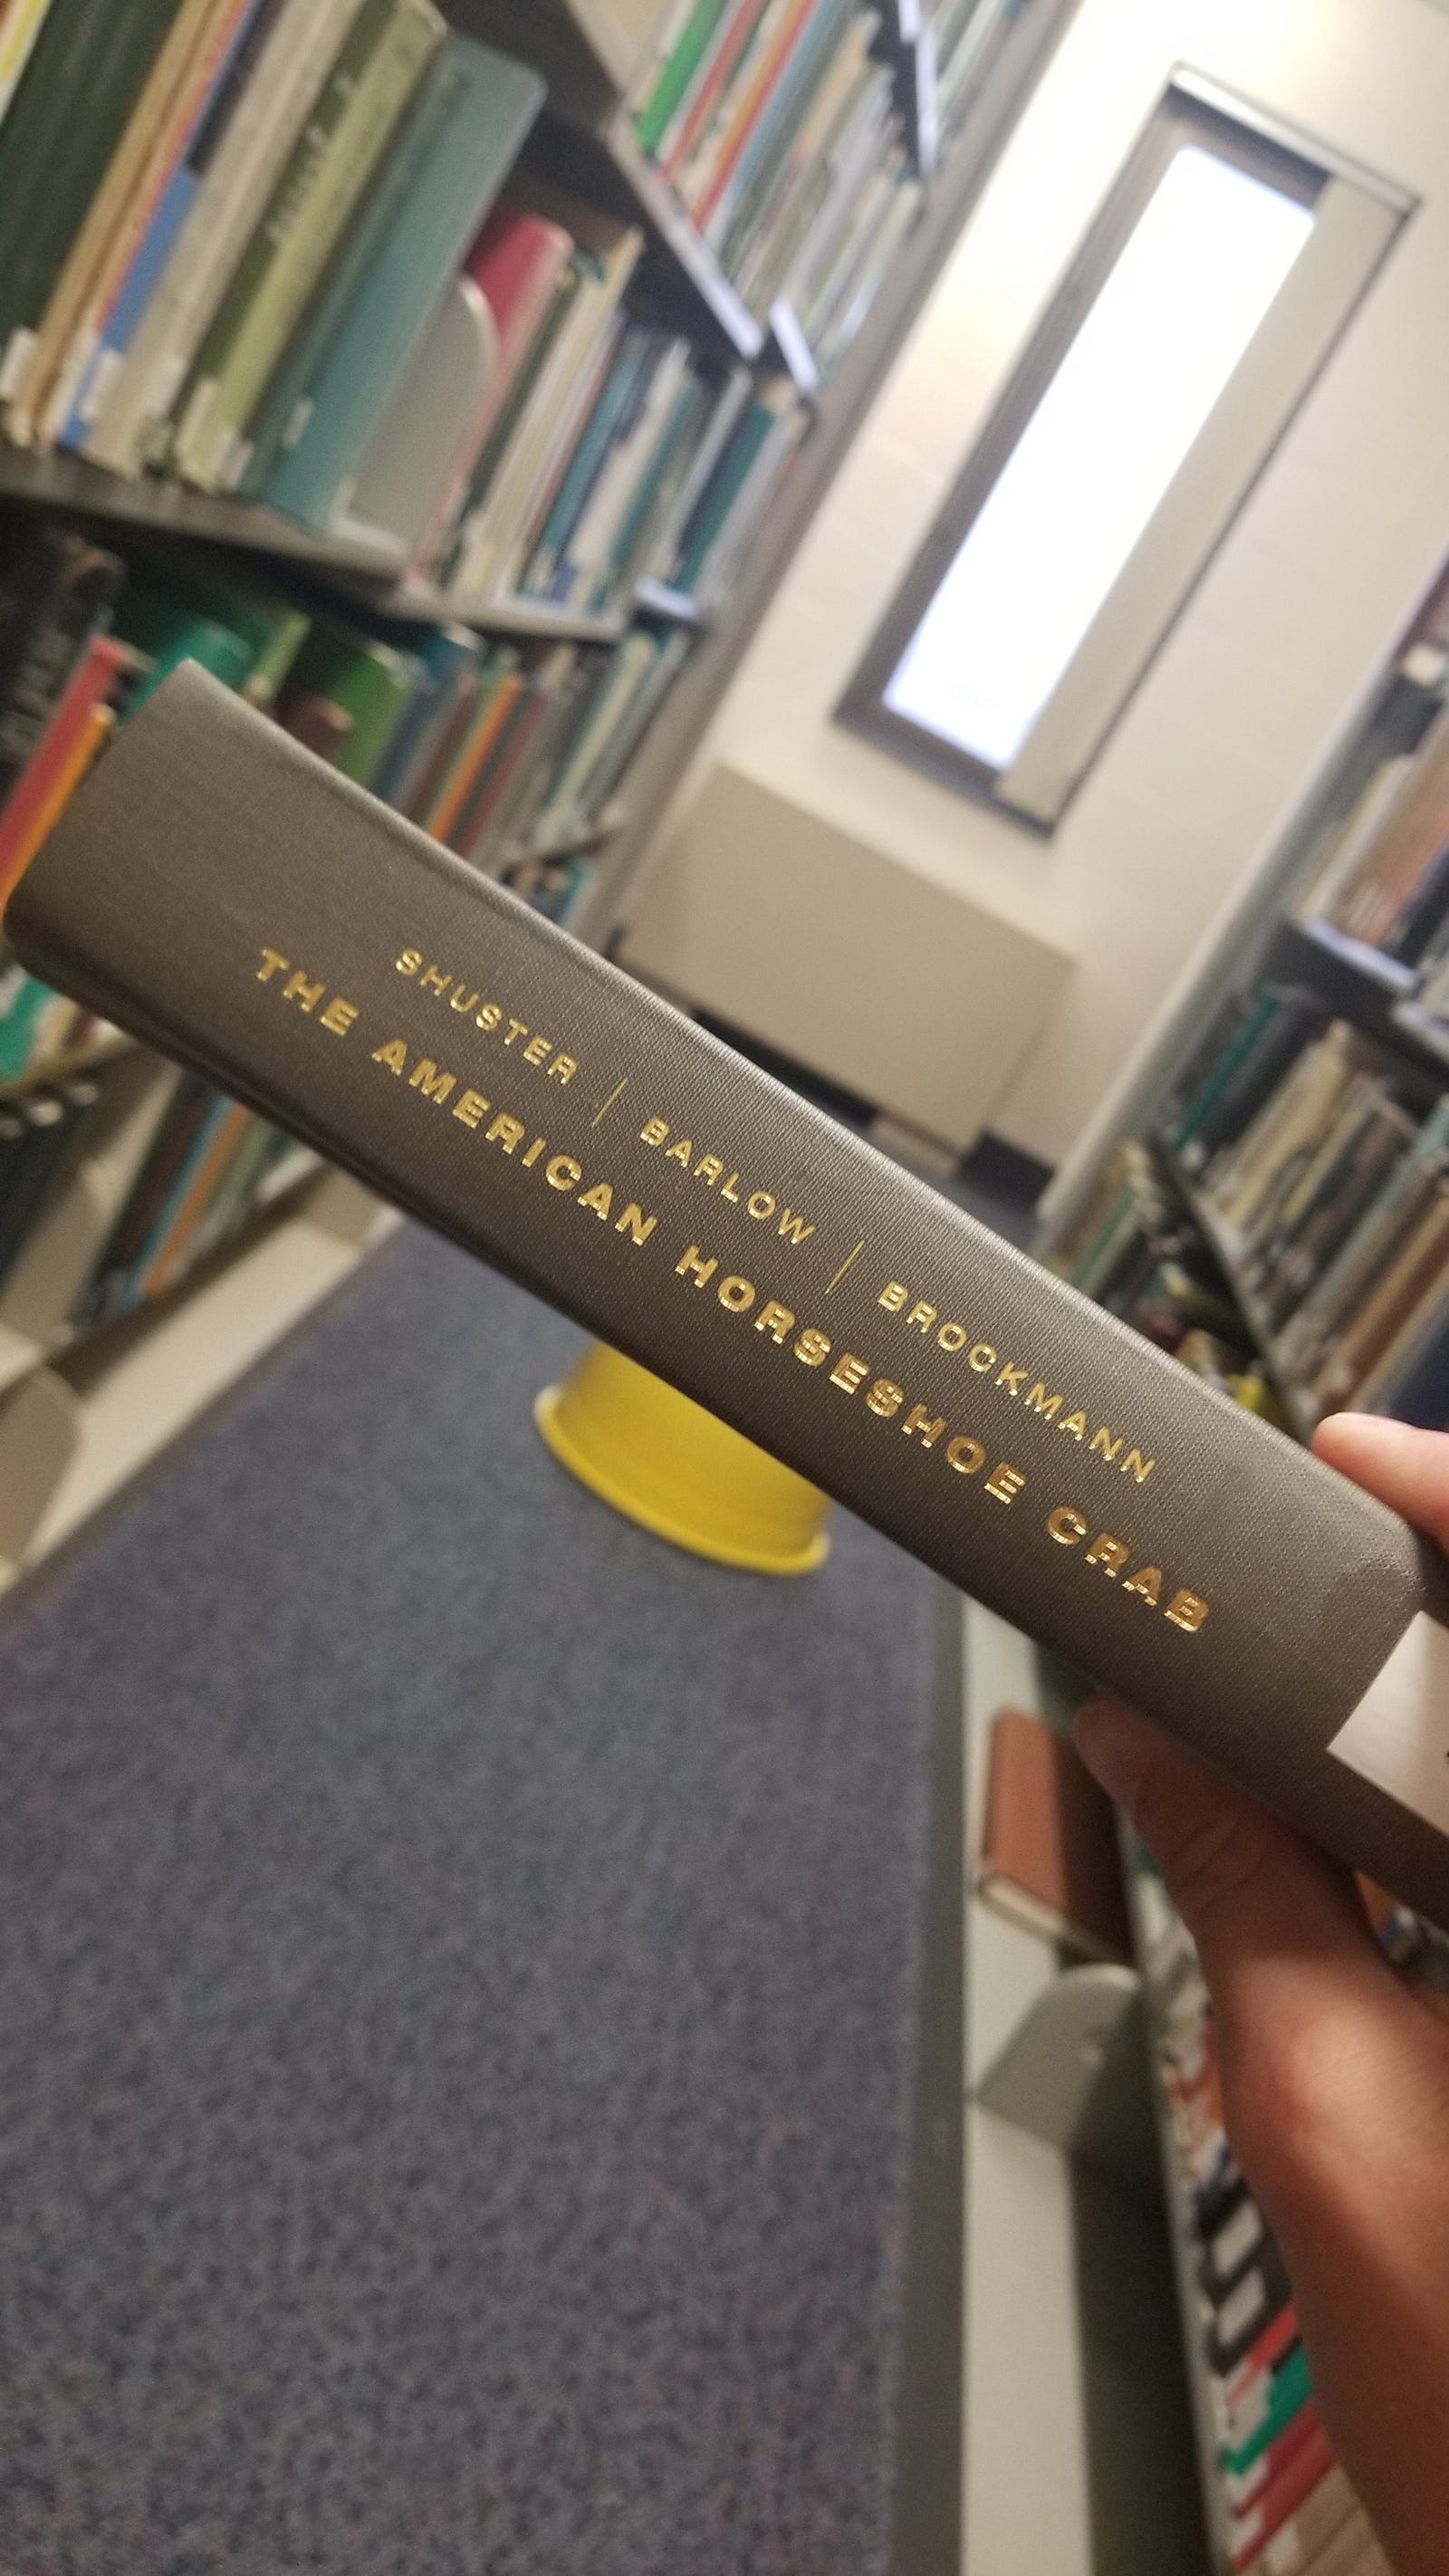 SHUSTER | BARLOW | BROCKMANN
THE AMERICAN HORSESHOE CRAB